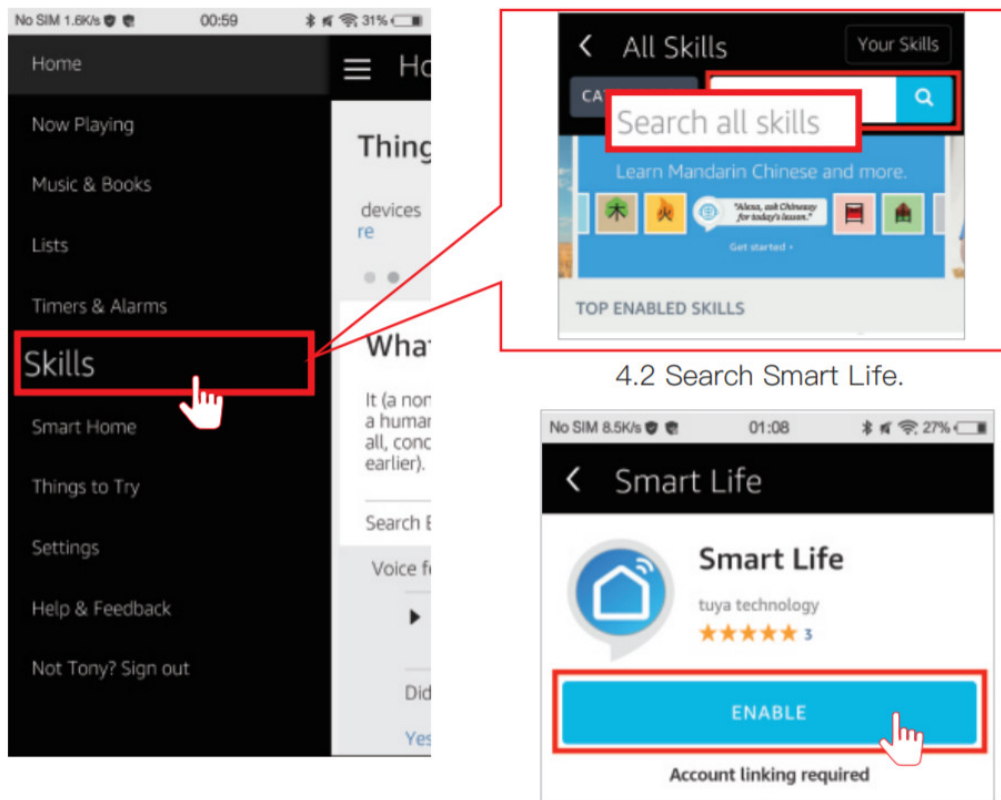 No SIM 1.6K/s 00:59 31%
Home
Now Playing
Music & Books
Lists
Timers & Alarms
Skills
Smart Home
Things to Try
Settings
Help & Feedback
Not Tony? Sign out
Ho
Thing
devices
re
What
It (a non
a human
all, conc
earlier).
Search E
Voice fe
Did
Yes
All Skills
Your Skills
CAT
Search all skills
Learn Mandarin Chinese and more.
木
火
"Alexa, ask Chineasy
for today's lesson."
Get started ›
TOP ENABLED SKILLS
4.2 Search Smart Life.
No SIM 8.5K/s 01:08 27%
Smart Life
Smart Life
tuya technology
3
ENABLE
Account linking required